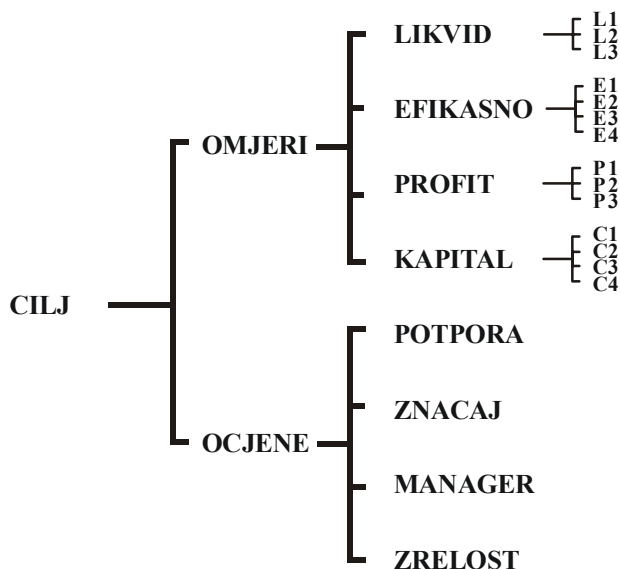 LIKVID
L1
L2
L3
EFIKASNO
E1
E2
E3
E4
OMJERI
PROFIT
P1
P2
P3
KAPITAL
C1
C2
C3
C4
CILJ
POTPORA
ZNACAJ
OCJENE
MANAGER
ZRELOST